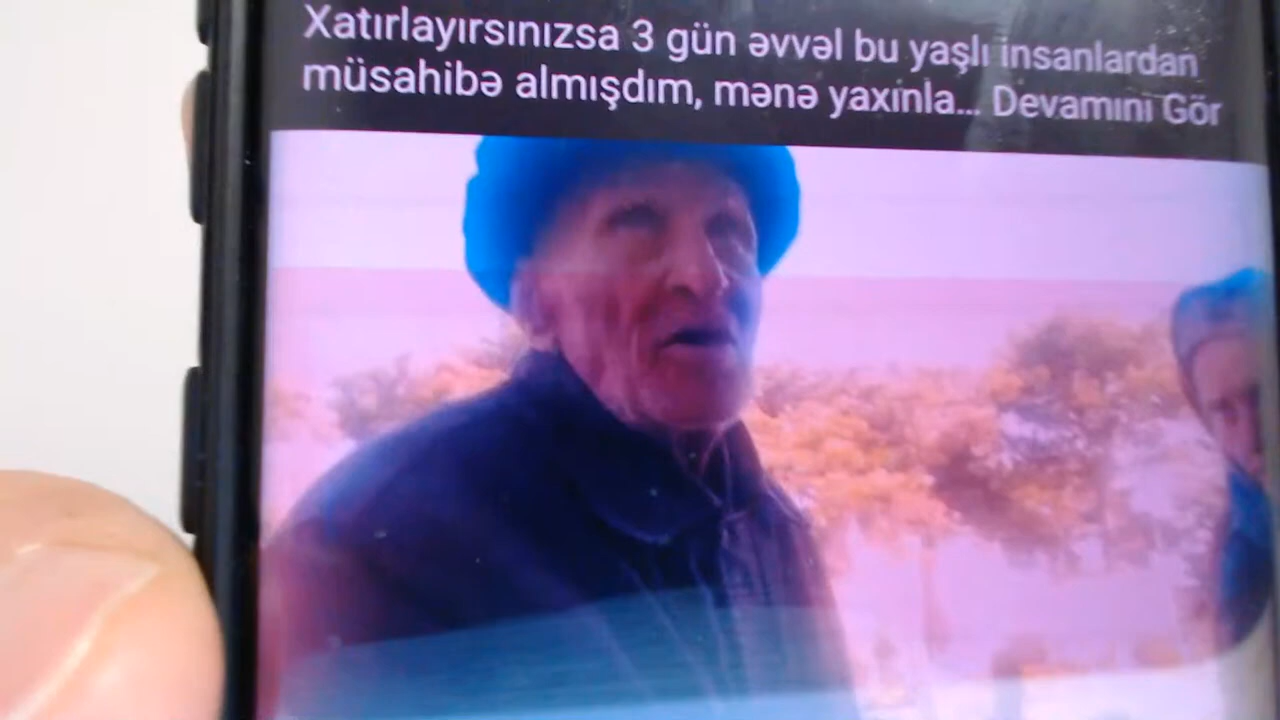 Xatırlayırsınızsa 3 gün əvvəl bu yaşlı insanlardan
müsahibə almışdım, mənə yaxınla... Devamını Gör